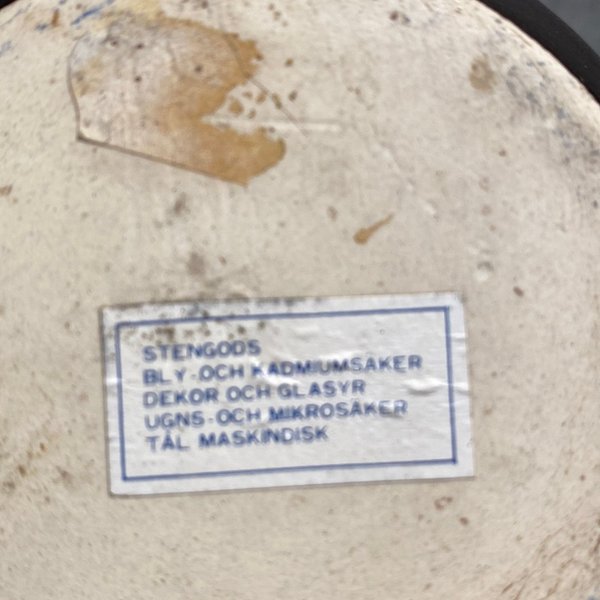 STENGODS
BLY-OCH KADMIUMSÄKER
DEKOR OCH GLASYR
UGNS-OCH MIKROSÄKER
TÅL MASKINDISK